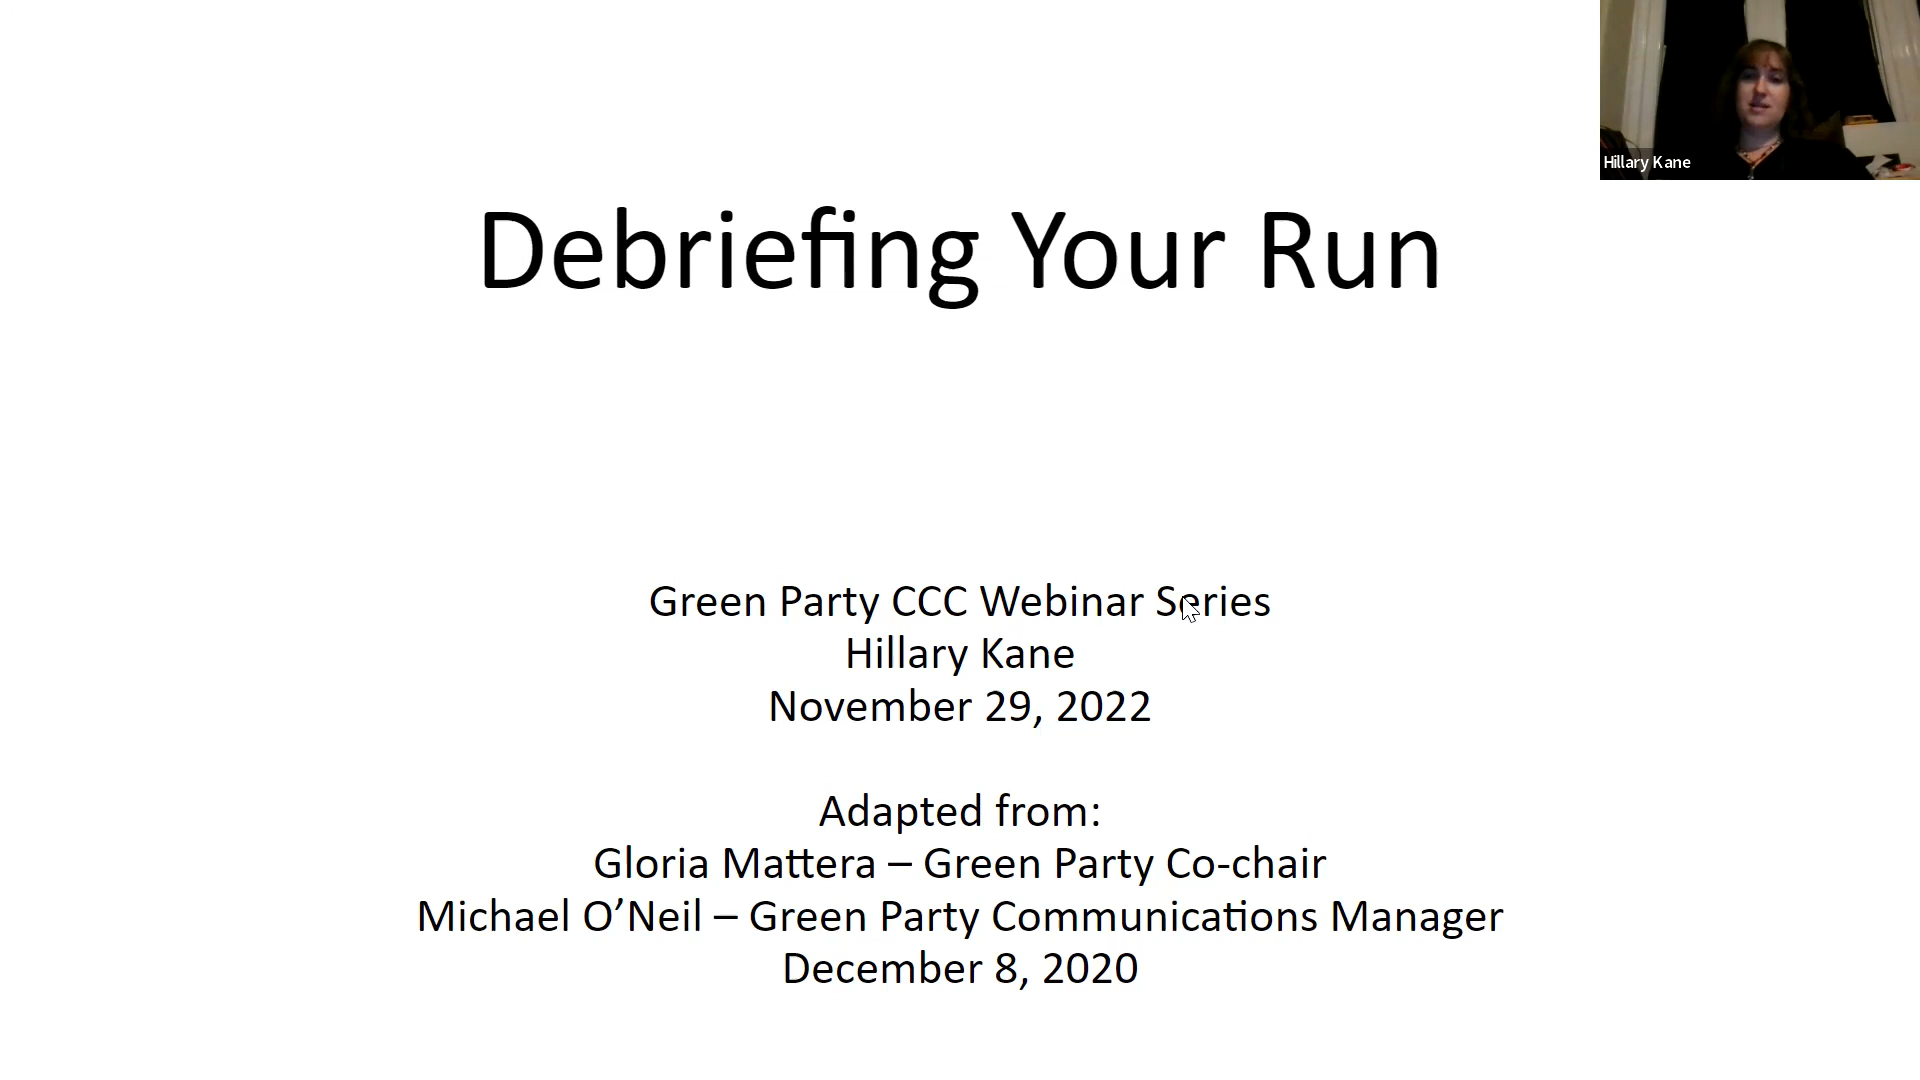 Hillary Kane
Debriefing Your Run
Green Party CCC Webinar Series
Hillary Kane
November 29, 2022
Adapted from:
Gloria Mattera – Green Party Co-chair
Michael O’Neil – Green Party Communications Manager
December 8, 2020